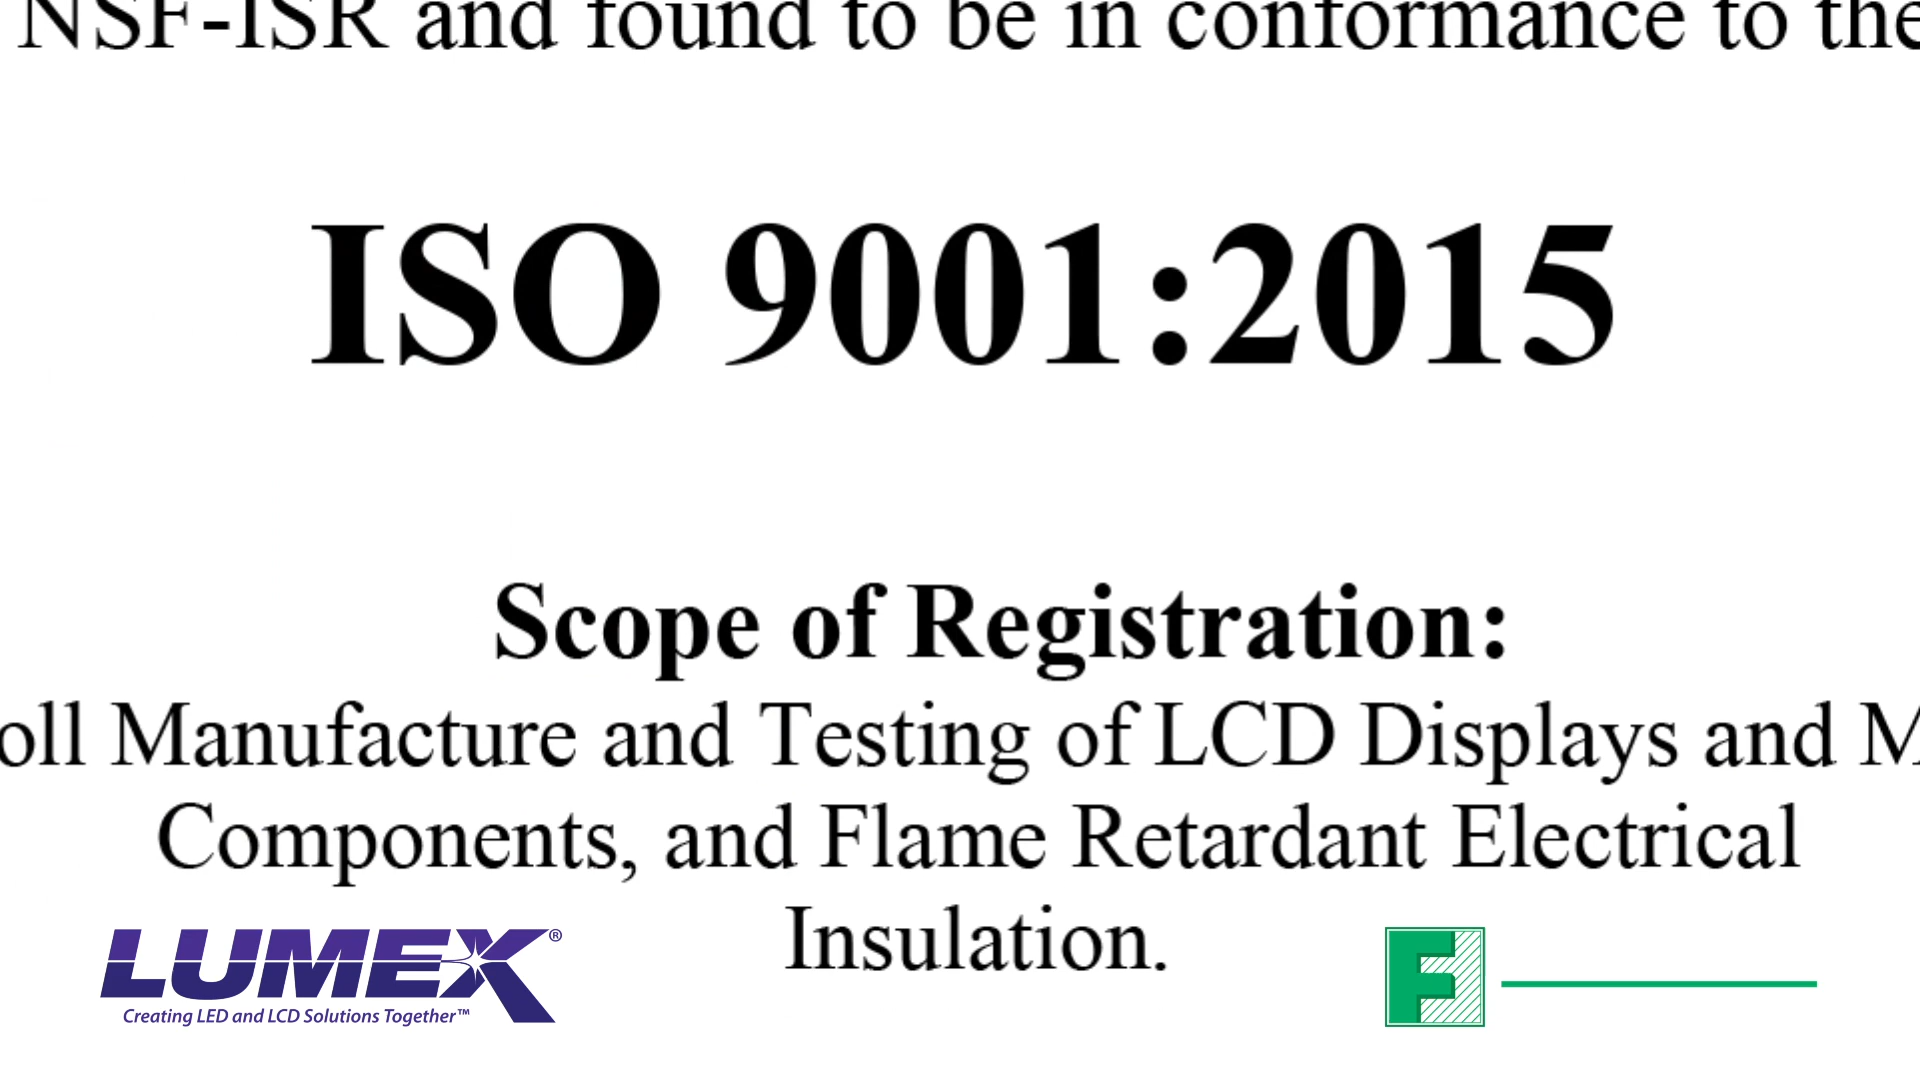 NSF-ISR and found to be in conformance to the
ISO 9001:2015
Scope of Registration:
oll Manufacture and Testing of LCD Displays and M
Components, and Flame Retardant Electrical
Insulation.
LUMEX®
Creating LED and LCD Solutions Together™
F